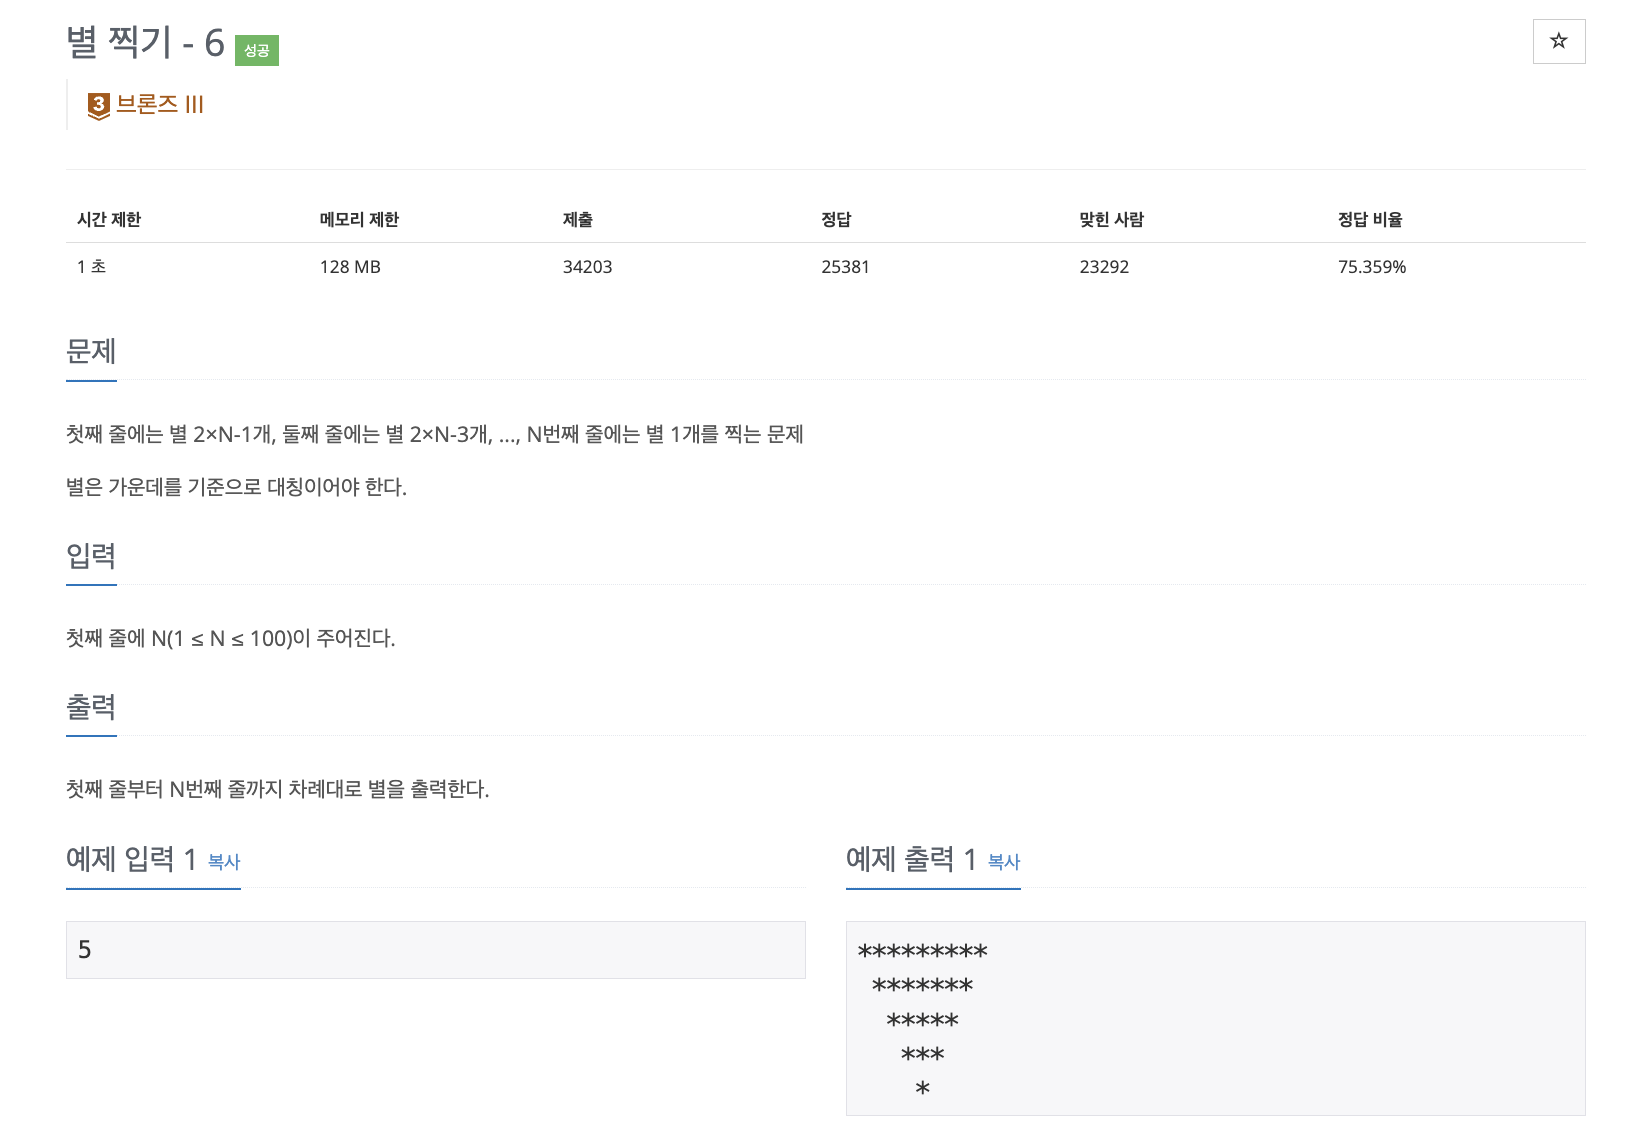 별 찍기 - 6 성공
☆
3 브론즈 III
시간 제한 메모리 제한 제출 정답 맞힌 사람 정답 비율
1 초 128 MB 34203 25381 23292 75.359%
문제
첫째 줄에는 별 2×N-1개, 둘째 줄에는 별 2×N-3개, ..., N번째 줄에는 별 1개를 찍는 문제
별은 가운데를 기준으로 대칭이어야 한다.
입력
첫째 줄에 N(1 ≤ N ≤ 100)이 주어진다.
출력
첫째 줄부터 N번째 줄까지 차례대로 별을 출력한다.
예제 입력 1 복사
5
예제 출력 1 복사
*********
 *******
  *****
   ***
    *